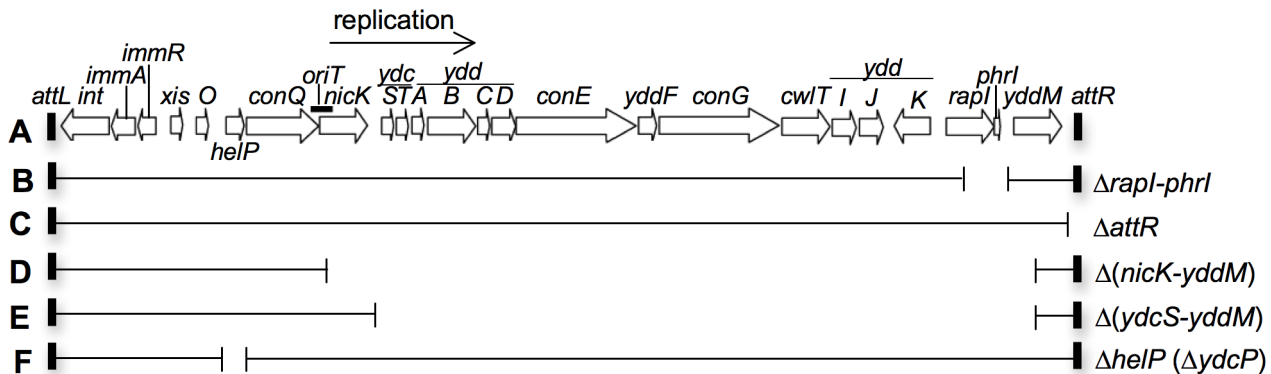 replication
immR
immA oriT ydc ydd ydd phrI
attL int xis O conQ nicK S T A B C D conE yddF conG cwlT I J K rapI yddM attR
A
helP
B ΔrapI-phrI
C ΔattR
D Δ(nicK-yddM)
E Δ(ydcS-yddM)
F ΔhelP (ΔydcP)